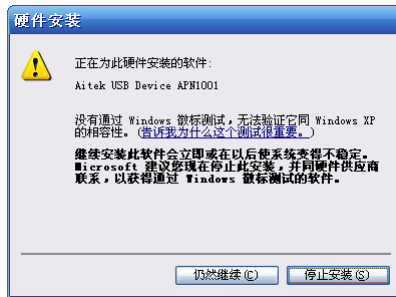 硬件安装
正在为此硬件安装的软件:
Aitek USB Device APN1001
没有通过 Windows 徽标测试，无法验证它同 Windows XP
的相容性。(告诉我为什么这个测试很重要。)
继续安装此软件会立即或在以后使系统变得不稳定。
Microsoft 建议您现在停止此安装，并同硬件供应商
联系，以获得通过 Windows 徽标测试的软件。
仍然继续(C)
停止安装(S)